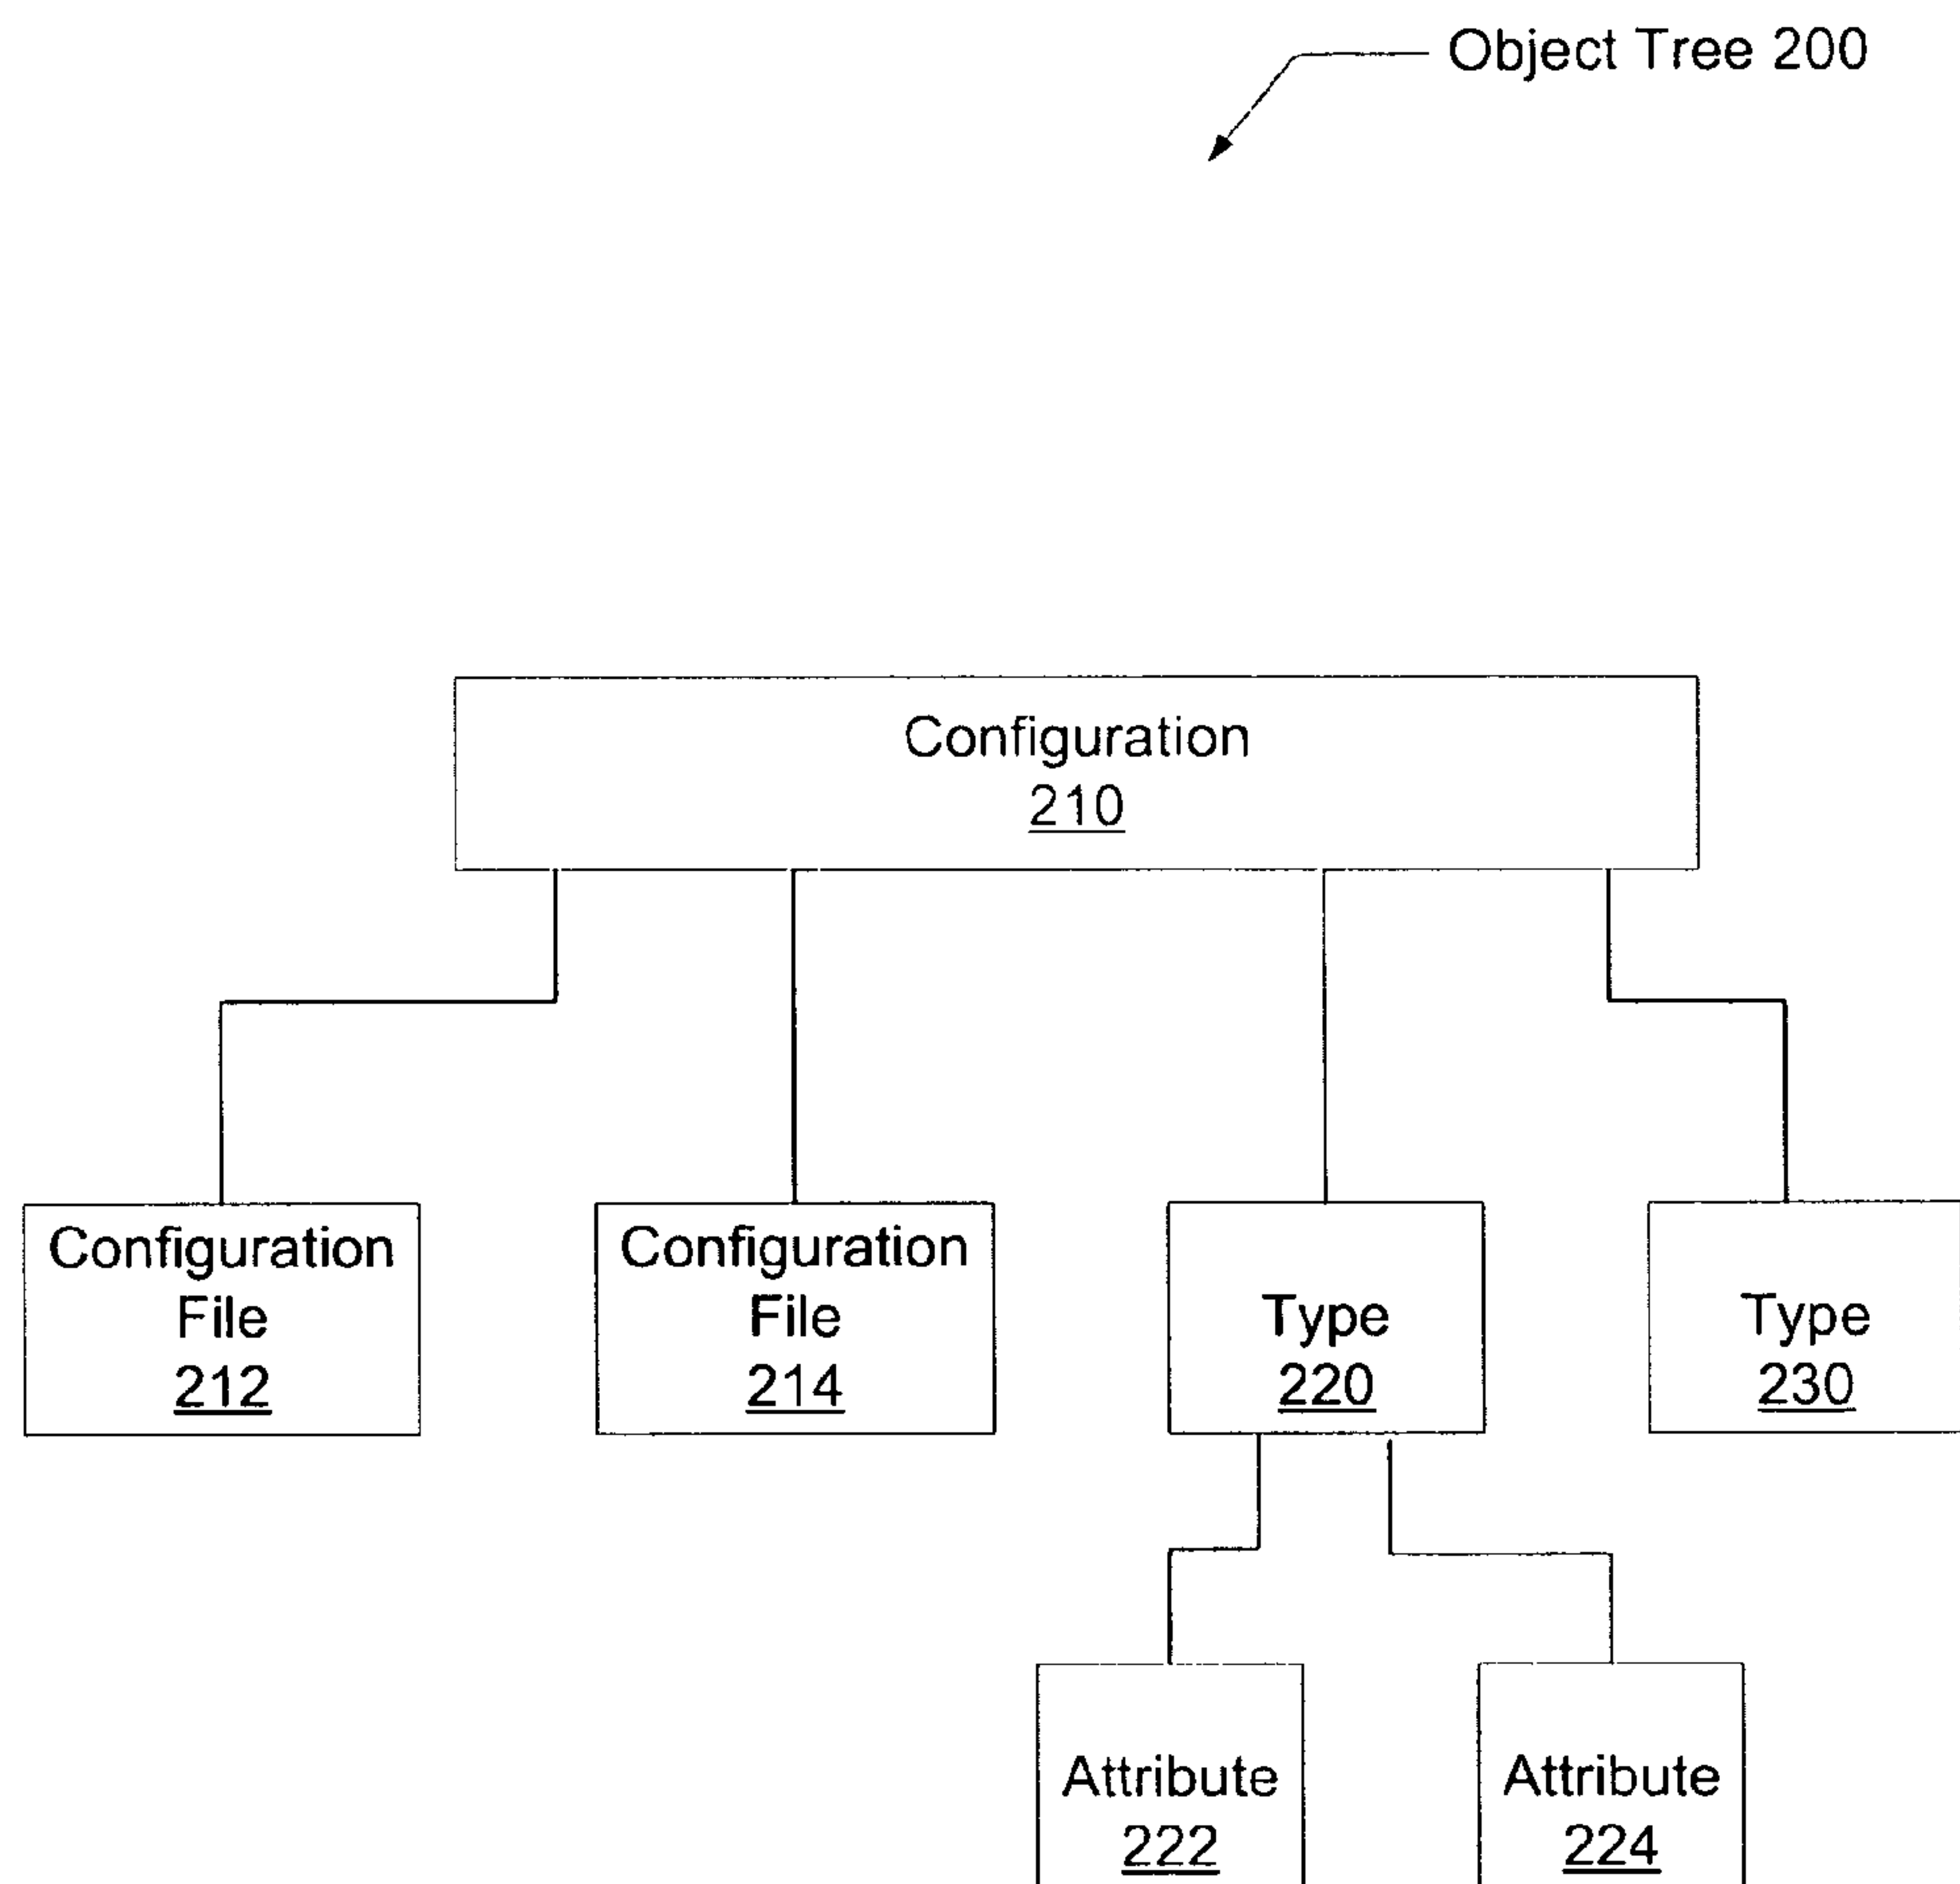 Object Tree 200
Configuration
210
Configuration
File
212
Configuration
File
214
Type
220
Type
230
Attribute
222
Attribute
224